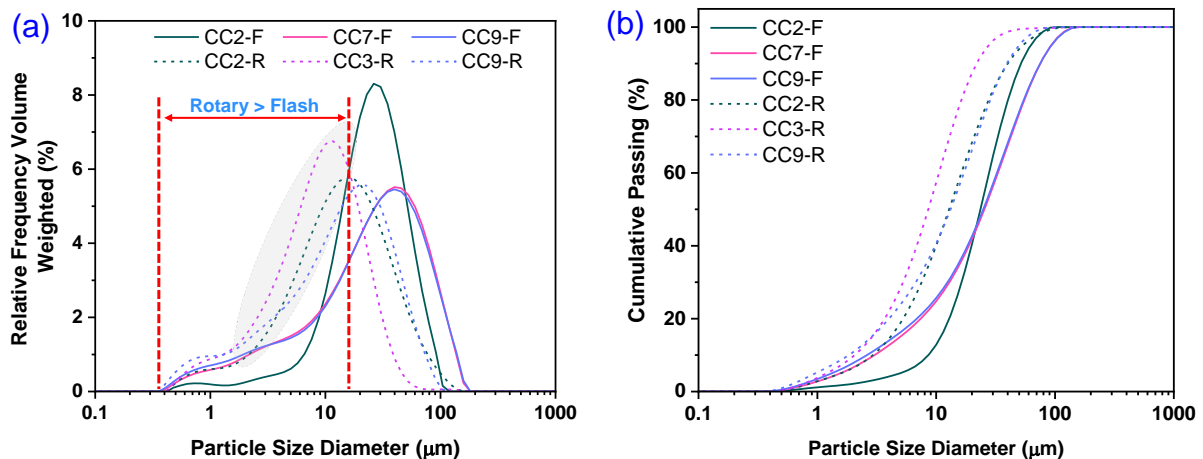 (a)
CC2-F CC7-F CC9-F
CC2-R CC3-R CC9-R
Rotary > Flash
Relative Frequency Volume
Weighted (%)
10
8
6
4
2
0
0.1 1 10 100 1000
Particle Size Diameter (μm)
(b)
CC2-F
CC7-F
CC9-F
CC2-R
CC3-R
CC9-R
Cumulative Passing (%)
100
80
60
40
20
0
0.1 1 10 100 1000
Particle Size Diameter (μm)